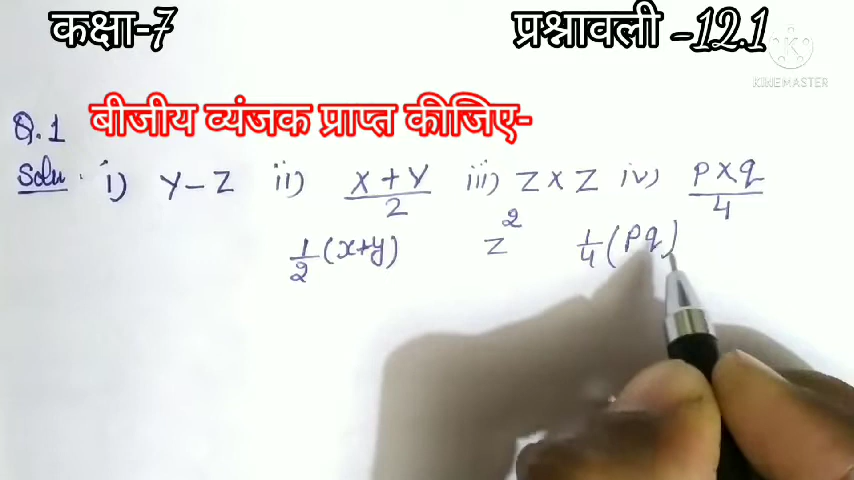 कक्षा-7 प्रश्नावली -12.1
KINEMASTER
Q.1 बीजीय व्यंजक प्राप्त कीजिए-
Solu. i) Y-Z ii) X+Y/2 iii) Z×Z iv) P×q/4
1/2(x+y) z² 1/4(Pq)